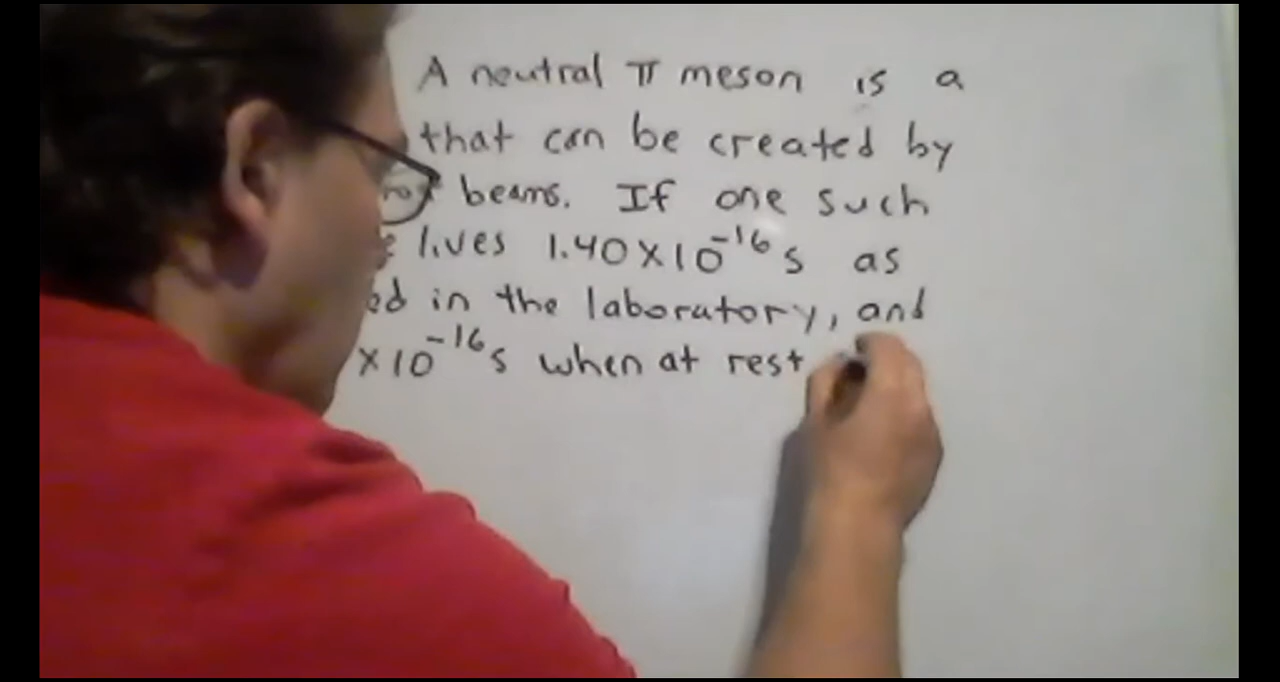 A neutral π meson is a
that can be created by
beams. If one such
lives 1.40×10⁻¹⁶ s as
in the laboratory, and
×10⁻¹⁶ s when at rest